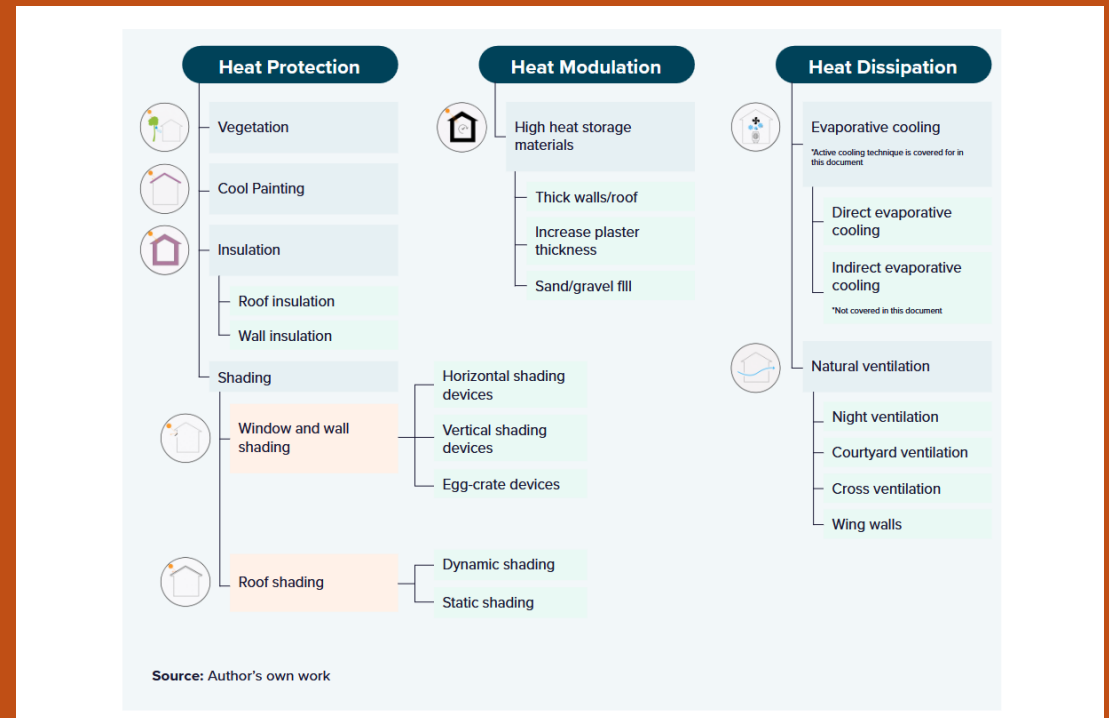 Heat Protection
Vegetation
Cool Painting
Insulation
Roof insulation
Wall insulation
Shading
Window and wall
shading
Horizontal shading
devices
Vertical shading
devices
Egg-crate devices
Roof shading
Dynamic shading
Static shading
Heat Modulation
High heat storage
materials
Thick walls/roof
Increase plaster
thickness
Sand/gravel flll
Heat Dissipation
Evaporative cooling
*Active cooling technique is covered for in
this document
Direct evaporative
cooling
Indirect evaporative
cooling
*Not covered in this document
Natural ventilation
Night ventilation
Courtyard ventilation
Cross ventilation
Wing walls
Source: Author's own work